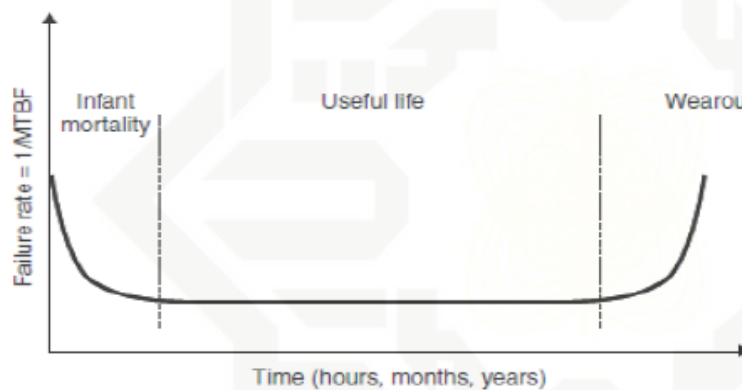 Infant
mortality
Useful life
Wearou
Failure rate = 1/MTBF
Time (hours, months, years)